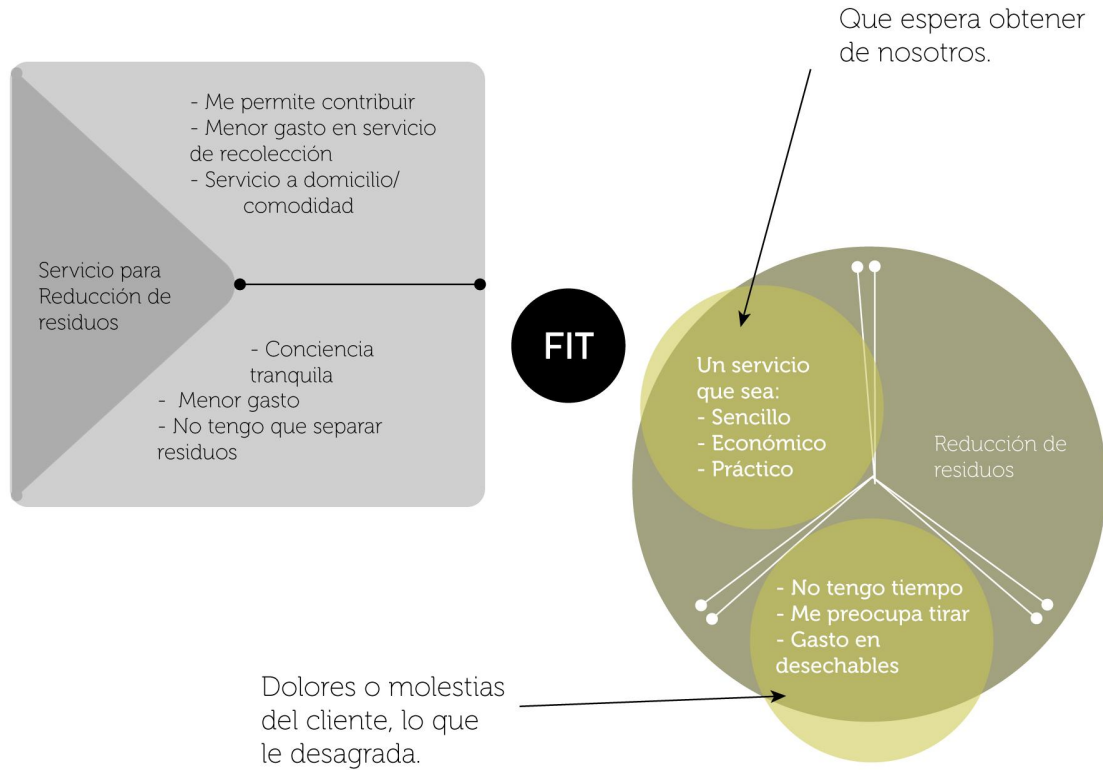 Que espera obtener
de nosotros.
- Me permite contribuir
- Menor gasto en servicio
de recolección
- Servicio a domicilio/
comodidad
Servicio para
Reducción de
residuos
- Conciencia
tranquila
- Menor gasto
- No tengo que separar
residuos
FIT
Un servicio
que sea:
- Sencillo
- Económico
- Práctico
Reducción de
residuos
- No tengo tiempo
- Me preocupa tirar
- Gasto en
desechables
Dolores o molestias
del cliente, lo que
le desagrada.